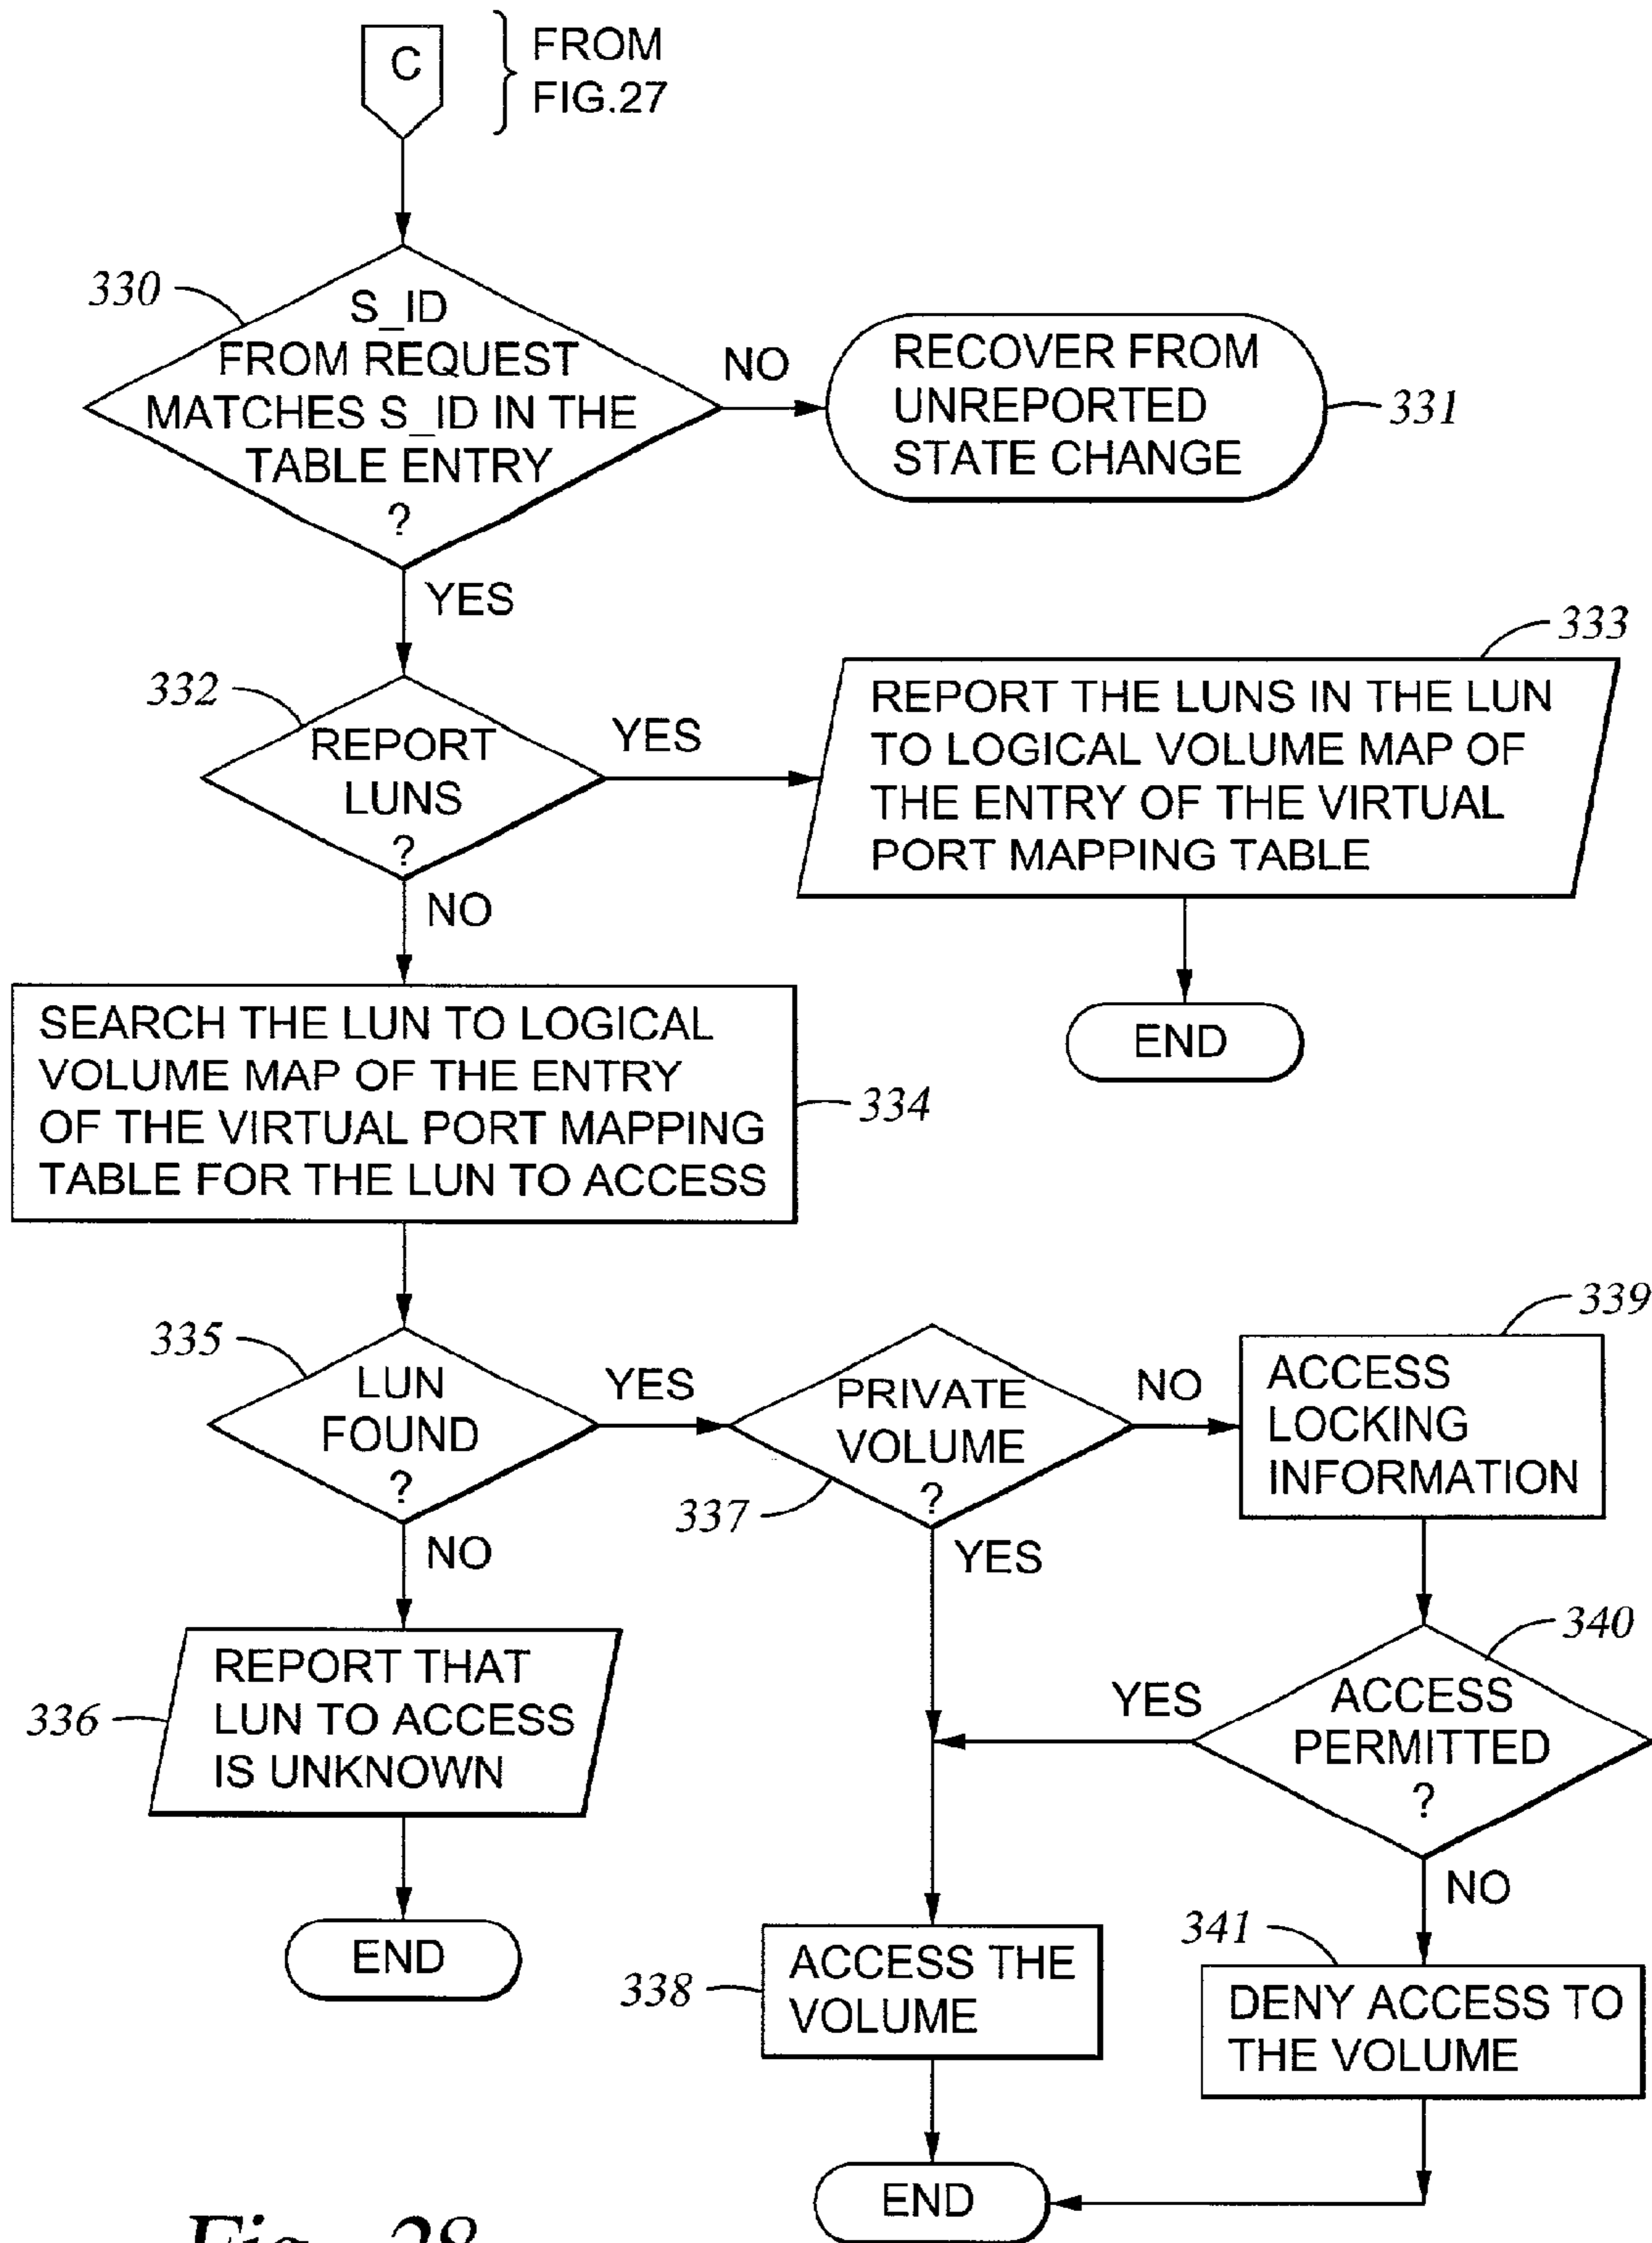 C
FROM
FIG.27
330
S_ID
FROM REQUEST
MATCHES S_ID IN THE
TABLE ENTRY
?
NO
RECOVER FROM
UNREPORTED
STATE CHANGE
331
YES
332
REPORT
LUNS
?
YES
333
REPORT THE LUNS IN THE LUN
TO LOGICAL VOLUME MAP OF
THE ENTRY OF THE VIRTUAL
PORT MAPPING TABLE
END
NO
SEARCH THE LUN TO LOGICAL
VOLUME MAP OF THE ENTRY
OF THE VIRTUAL PORT MAPPING
TABLE FOR THE LUN TO ACCESS
334
335
LUN
FOUND
?
YES
PRIVATE
VOLUME
?
337
NO
339
ACCESS
LOCKING
INFORMATION
NO
YES
336
REPORT THAT
LUN TO ACCESS
IS UNKNOWN
END
340
ACCESS
PERMITTED
?
YES
NO
338
ACCESS THE
VOLUME
341
DENY ACCESS TO
THE VOLUME
END
Fig. 28